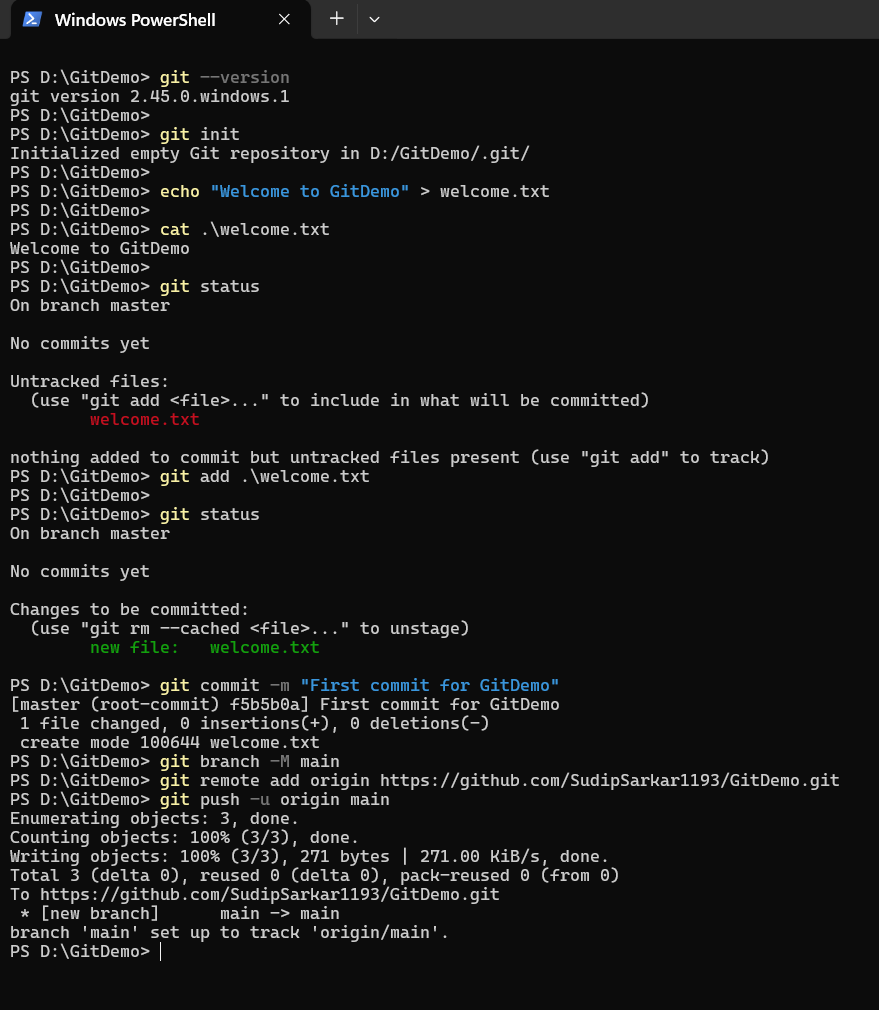 Windows PowerShell
PS D:\GitDemo> git --version
git version 2.45.0.windows.1
PS D:\GitDemo>
PS D:\GitDemo> git init
Initialized empty Git repository in D:/GitDemo/.git/
PS D:\GitDemo>
PS D:\GitDemo> echo "Welcome to GitDemo" > welcome.txt
PS D:\GitDemo>
PS D:\GitDemo> cat .\welcome.txt
Welcome to GitDemo
PS D:\GitDemo>
PS D:\GitDemo> git status
On branch master

No commits yet

Untracked files:
  (use "git add <file>..." to include in what will be committed)
        welcome.txt

nothing added to commit but untracked files present (use "git add" to track)
PS D:\GitDemo> git add .\welcome.txt
PS D:\GitDemo>
PS D:\GitDemo> git status
On branch master

No commits yet

Changes to be committed:
  (use "git rm --cached <file>..." to unstage)
        new file:   welcome.txt

PS D:\GitDemo> git commit -m "First commit for GitDemo"
[master (root-commit) f5b5b0a] First commit for GitDemo
 1 file changed, 0 insertions(+), 0 deletions(-)
 create mode 100644 welcome.txt
PS D:\GitDemo> git branch -M main
PS D:\GitDemo> git remote add origin https://github.com/SudipSarkar1193/GitDemo.git
PS D:\GitDemo> git push -u origin main
Enumerating objects: 3, done.
Counting objects: 100% (3/3), done.
Writing objects: 100% (3/3), 271 bytes | 271.00 KiB/s, done.
Total 3 (delta 0), reused 0 (delta 0), pack-reused 0 (from 0)
To https://github.com/SudipSarkar1193/GitDemo.git
 * [new branch]      main -> main
branch 'main' set up to track 'origin/main'.
PS D:\GitDemo>